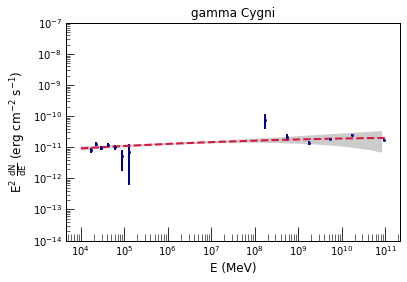 gamma Cygni
E² dN/dE (erg cm⁻² s⁻¹)
10⁻⁷
10⁻⁸
10⁻⁹
10⁻¹⁰
10⁻¹¹
10⁻¹²
10⁻¹³
10⁻¹⁴
10⁴ 10⁵ 10⁶ 10⁷ 10⁸ 10⁹ 10¹⁰ 10¹¹
E (MeV)